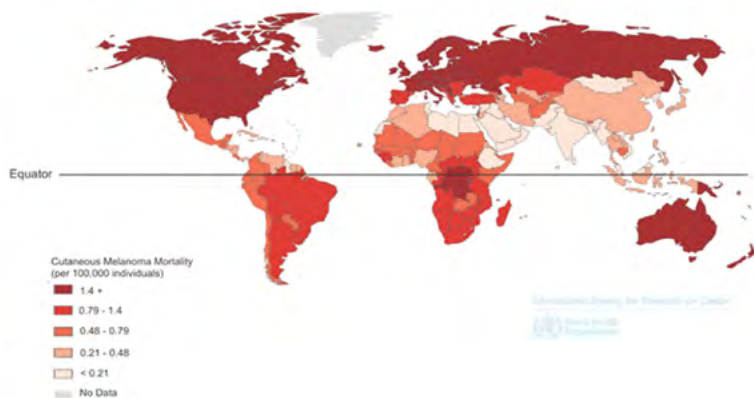 Equator
Cutaneous Melanoma Mortality
(per 100,000 individuals)
1.4 +
0.79 - 1.4
0.48 - 0.79
0.21 - 0.48
< 0.21
No Data